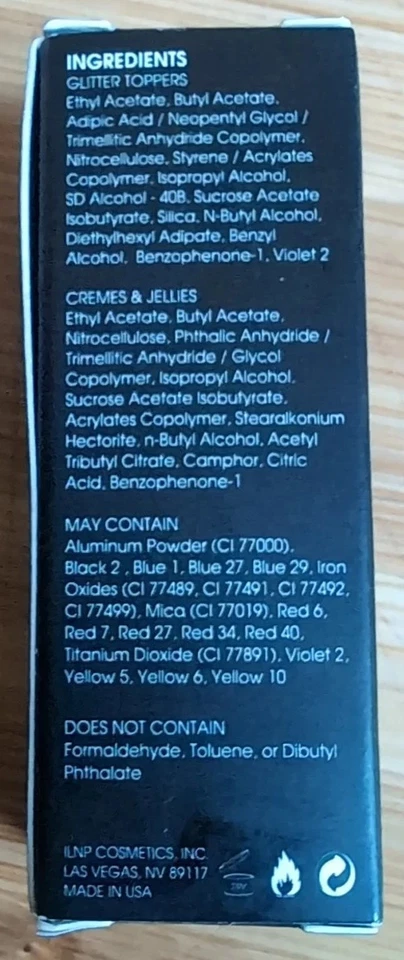 INGREDIENTS
GLITTER TOPPERS
Ethyl Acetate, Butyl Acetate,
Adipic Acid / Neopentyl Glycol /
Trimellitic Anhydride Copolymer,
Nitrocellulose, Styrene / Acrylates
Copolymer, Isopropyl Alcohol,
SD Alcohol - 40B, Sucrose Acetate
Isobutyrate, Silica, N-Butyl Alcohol,
Diethylhexyl Adipate, Benzyl
Alcohol, Benzophenone-1, Violet 2
CREMES & JELLIES
Ethyl Acetate, Butyl Acetate,
Nitrocellulose, Phthalic Anhydride /
Trimellitic Anhydride / Glycol
Copolymer, Isopropyl Alcohol,
Sucrose Acetate Isobutyrate,
Acrylates Copolymer, Stearalkonium
Hectorite, n-Butyl Alcohol, Acetyl
Tributyl Citrate, Camphor, Citric
Acid, Benzophenone-1
MAY CONTAIN
Aluminum Powder (CI 77000),
Black 2 , Blue 1, Blue 27, Blue 29, Iron
Oxides (CI 77489, CI 77491, CI 77492,
CI 77499), Mica (CI 77019), Red 6,
Red 7, Red 27, Red 34, Red 40,
Titanium Dioxide (CI 77891), Violet 2,
Yellow 5, Yellow 6, Yellow 10
DOES NOT CONTAIN
Formaldehyde, Toluene, or Dibutyl
Phthalate
ILNP COSMETICS, INC.
LAS VEGAS, NV 89117
MADE IN USA